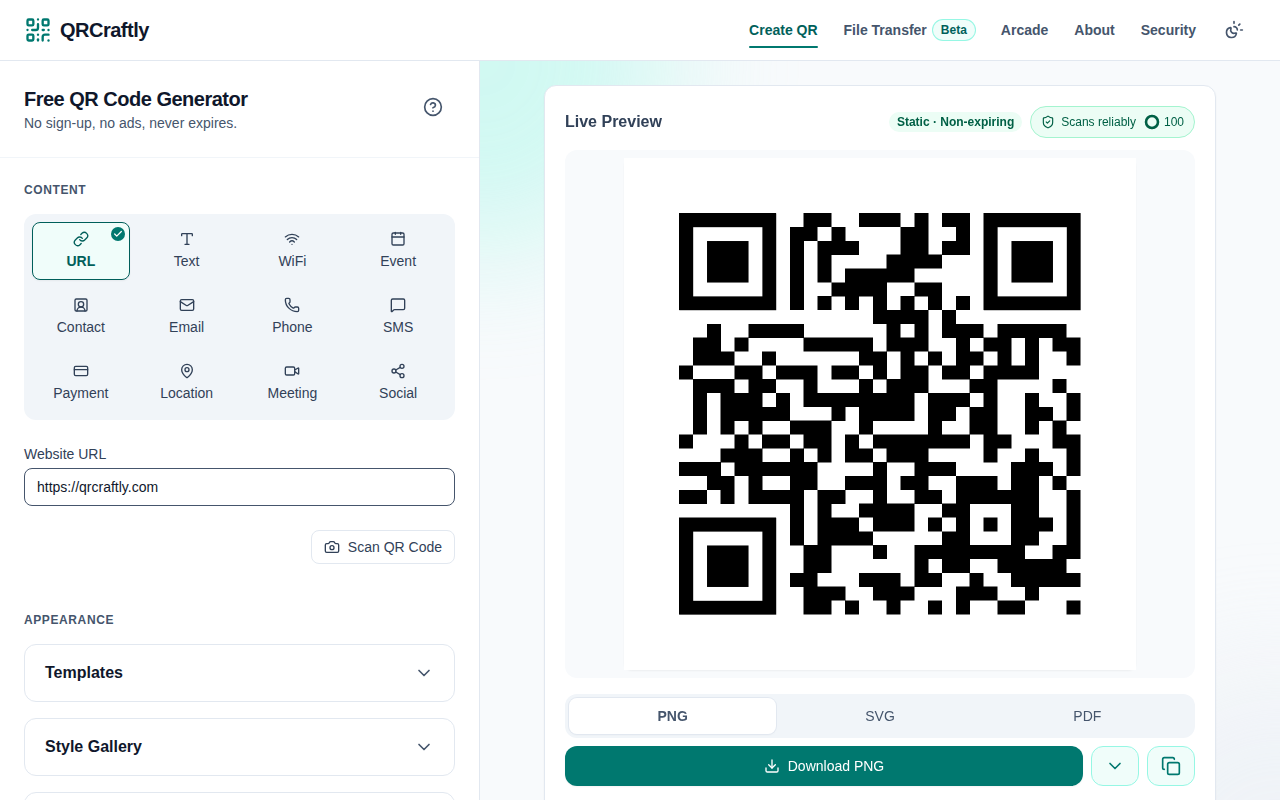 QRCraftly
Create QR
File Transfer
Beta
Arcade
About
Security
Free QR Code Generator
No sign-up, no ads, never expires.
CONTENT
URL
Text
WiFi
Event
Contact
Email
Phone
SMS
Payment
Location
Meeting
Social
Website URL
https://qrcraftly.com
Scan QR Code
APPEARANCE
Templates
Style Gallery
Live Preview
Static · Non-expiring
Scans reliably
100
PNG
SVG
PDF
Download PNG